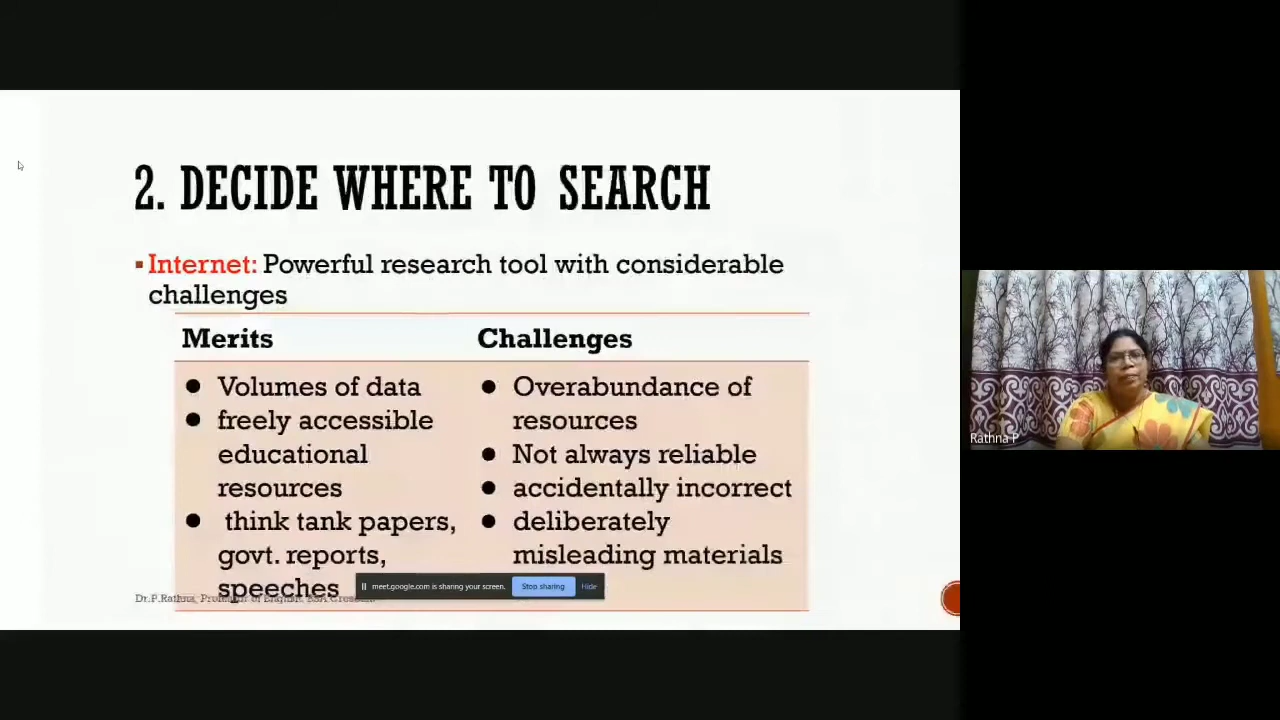 2. DECIDE WHERE TO SEARCH
Internet: Powerful research tool with considerable
challenges
Merits
Challenges
Volumes of data
freely accessible
educational
resources
think tank papers,
govt. reports,
speeches
Overabundance of
resources
Not always reliable
accidentally incorrect
deliberately
misleading materials
meet.google.com is sharing your screen.
Stop sharing
Hide
Dr.P.Rathna,
Rathna P